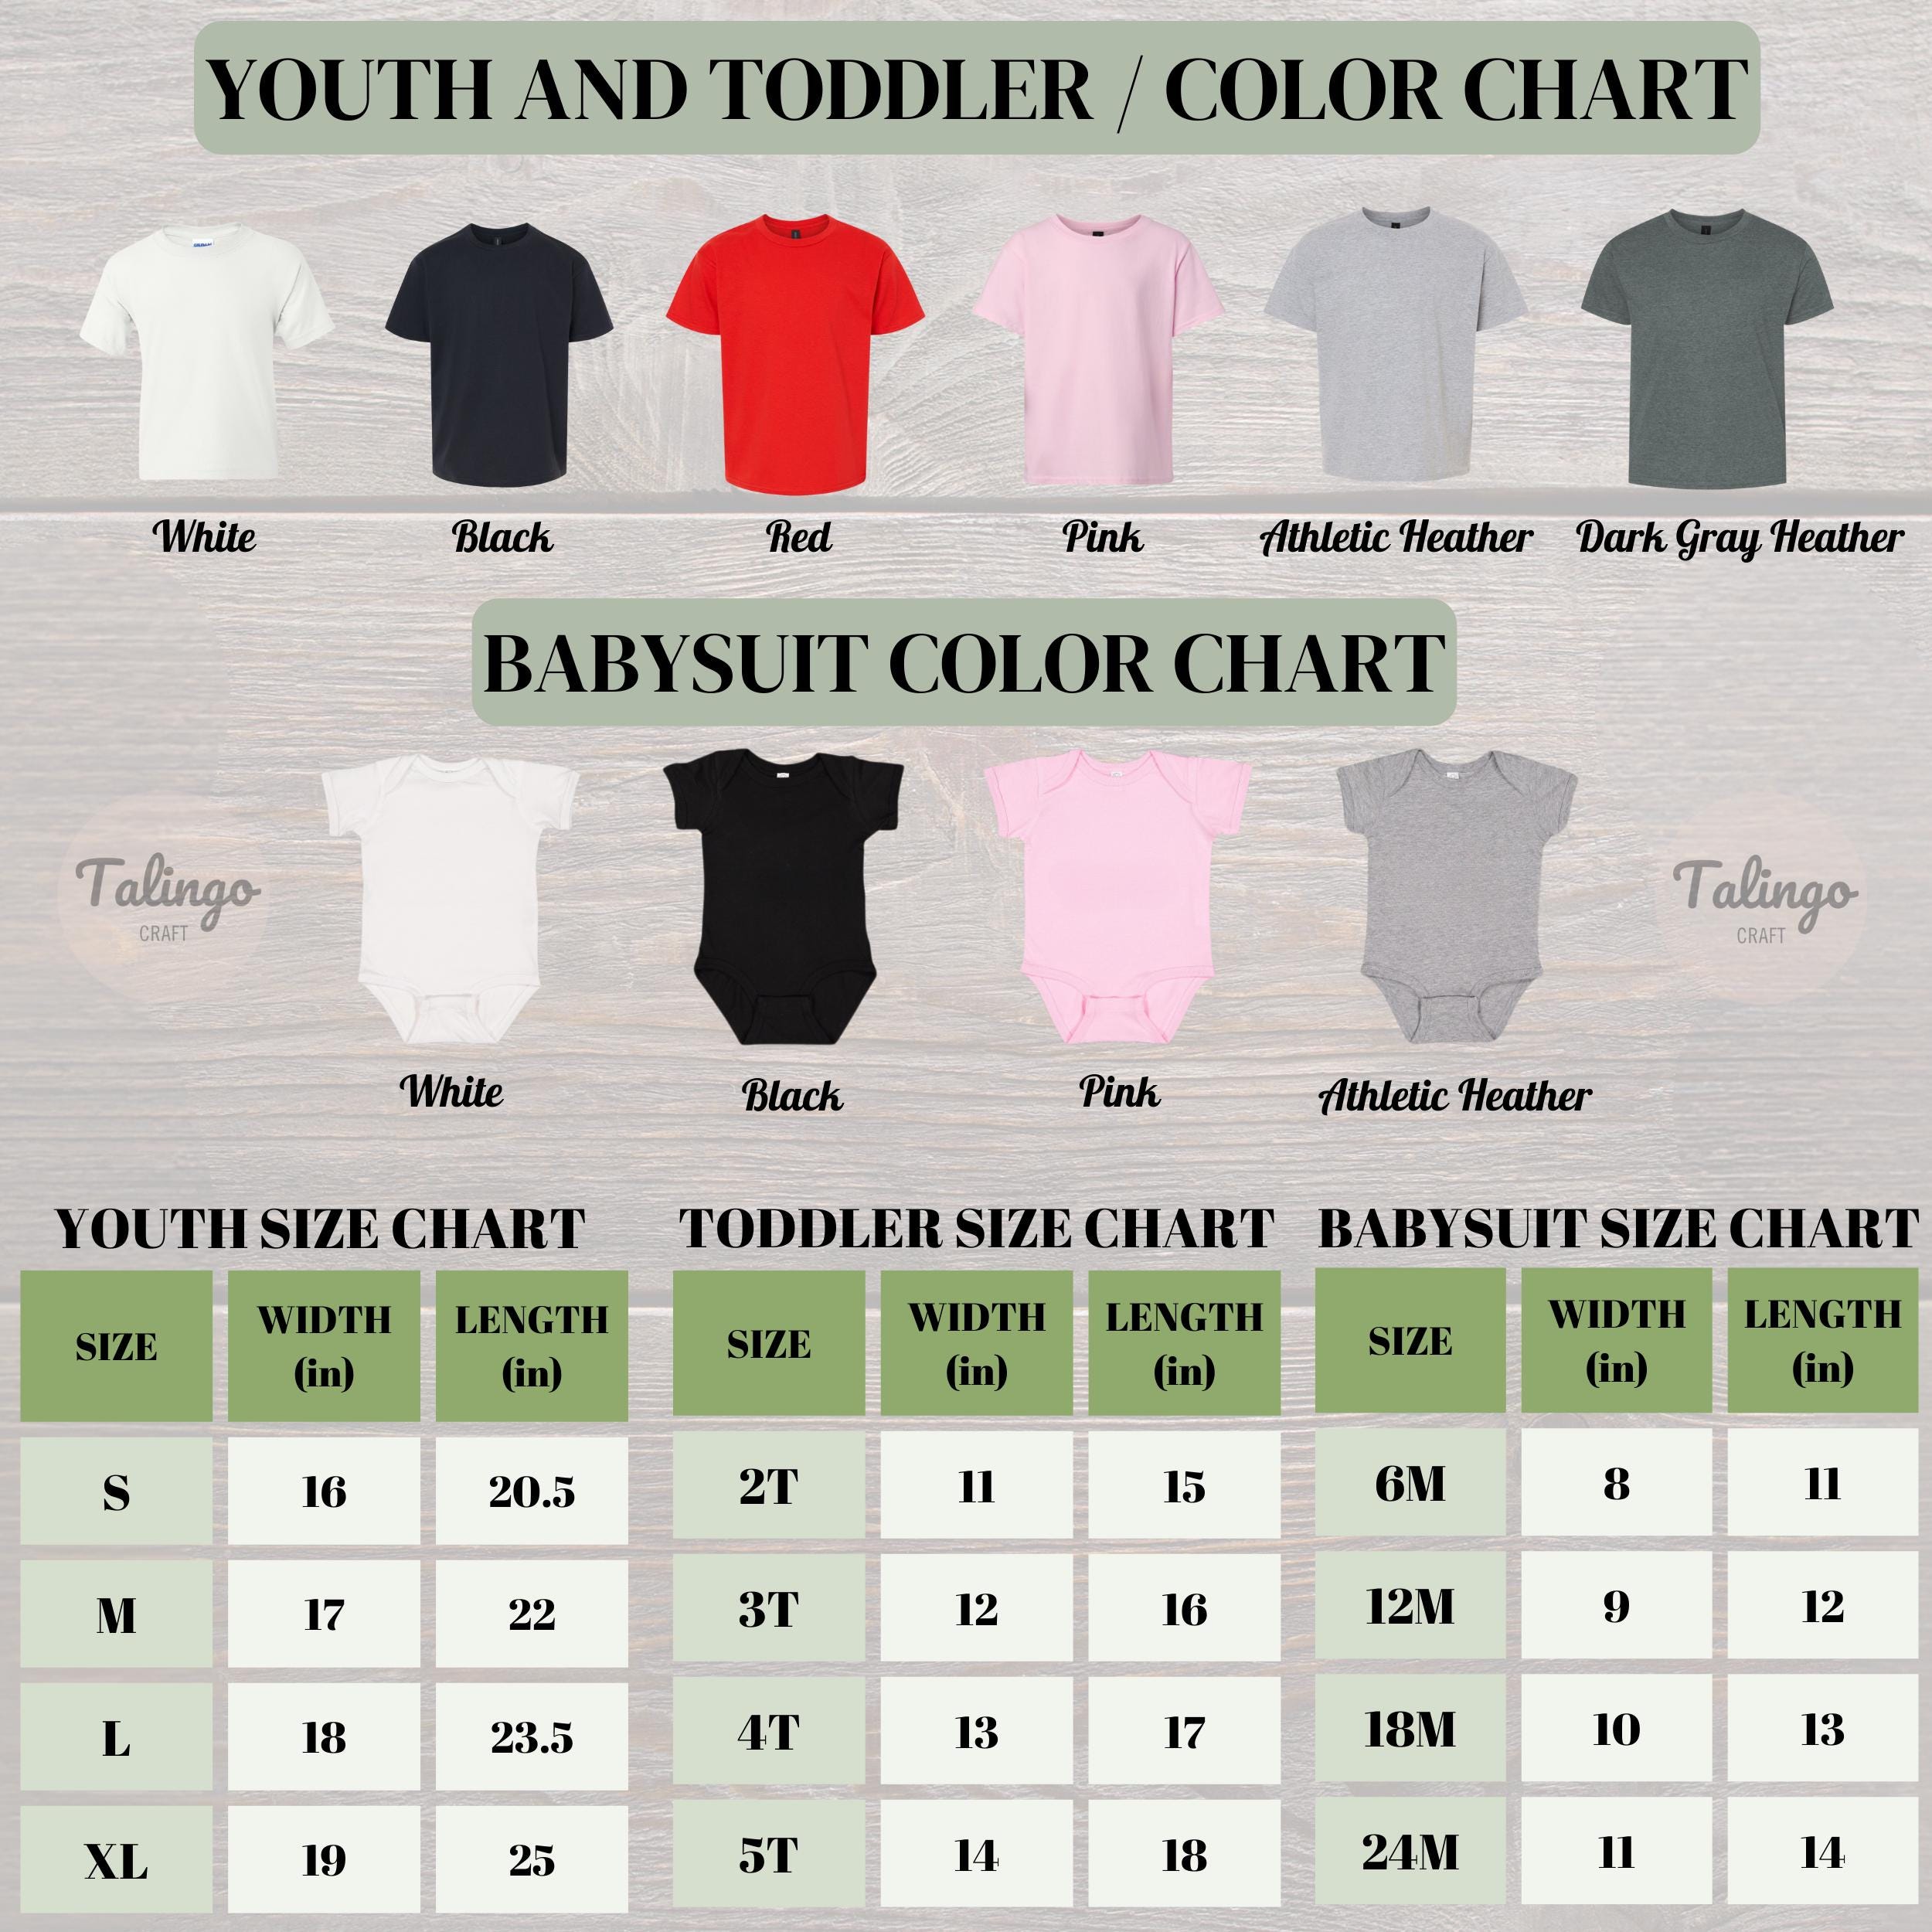 YOUTH AND TODDLER / COLOR CHART
White Black Red Pink Athletic Heather Dark Gray Heather
BABYSUIT COLOR CHART
Talingo
CRAFT
Talingo
CRAFT
White Black Pink Athletic Heather
YOUTH SIZE CHART
SIZE WIDTH (in) LENGTH (in)
S 16 20.5
M 17 22
L 18 23.5
XL 19 25
TODDLER SIZE CHART
SIZE WIDTH (in) LENGTH (in)
2T 11 15
3T 12 16
4T 13 17
5T 14 18
BABYSUIT SIZE CHART
SIZE WIDTH (in) LENGTH (in)
6M 8 11
12M 9 12
18M 10 13
24M 11 14